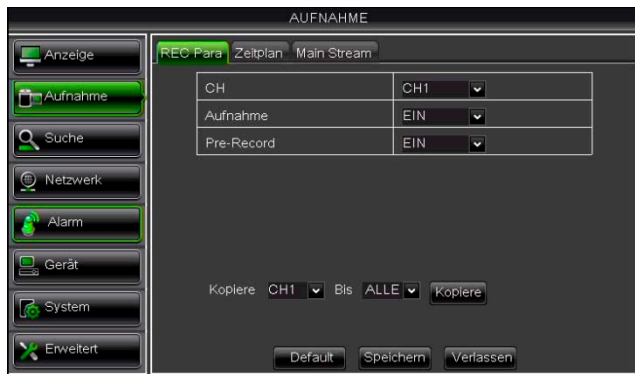 AUFNAHME
Anzeige
Aufnahme
Suche
Netzwerk
Alarm
Gerät
System
Erweitert
REC Para Zeitplan Main Stream
CH CH1
Aufnahme EIN
Pre-Record EIN
Kopiere CH1 Bis ALLE Kopiere
Default Speichern Verlassen